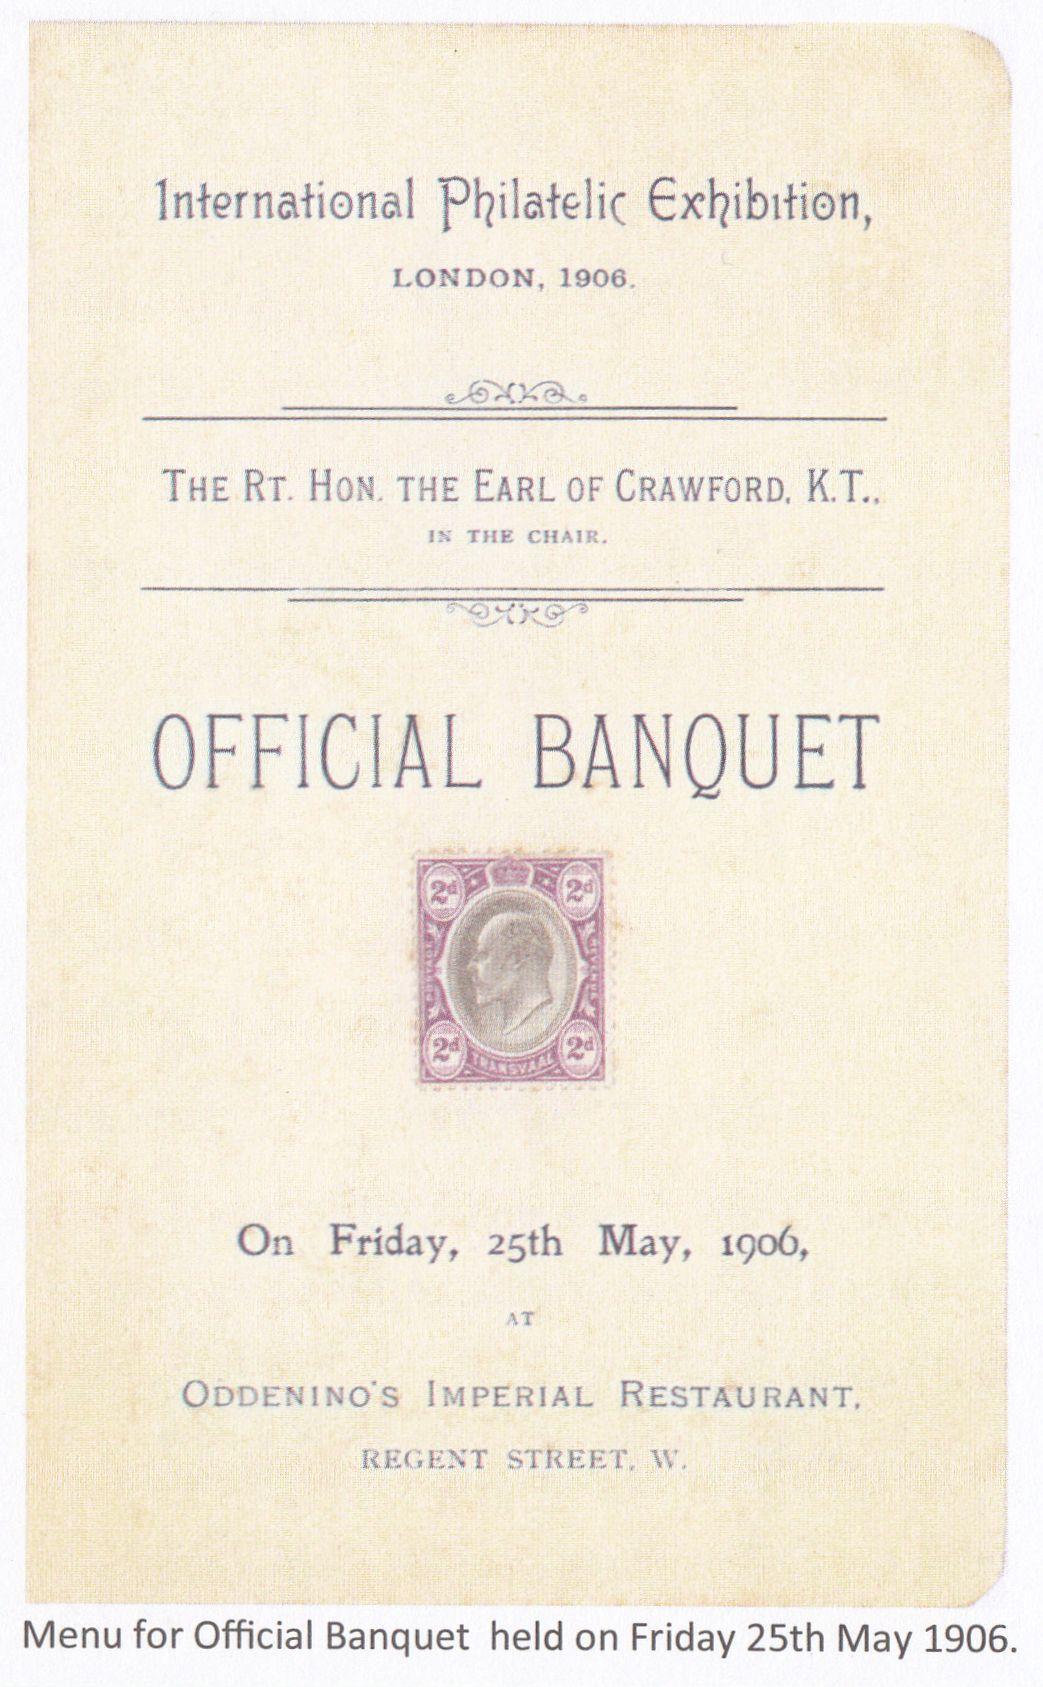 International Philatelic Exhibition,
LONDON, 1906.
THE RT. HON. THE EARL OF CRAWFORD, K.T.,
IN THE CHAIR.
OFFICIAL BANQUET
2d 2d
POSTAGE
2d 2d
TRANSVAAL
On Friday, 25th May, 1906,
AT
ODDENINO'S IMPERIAL RESTAURANT,
REGENT STREET, W.
Menu for Official Banquet held on Friday 25th May 1906.